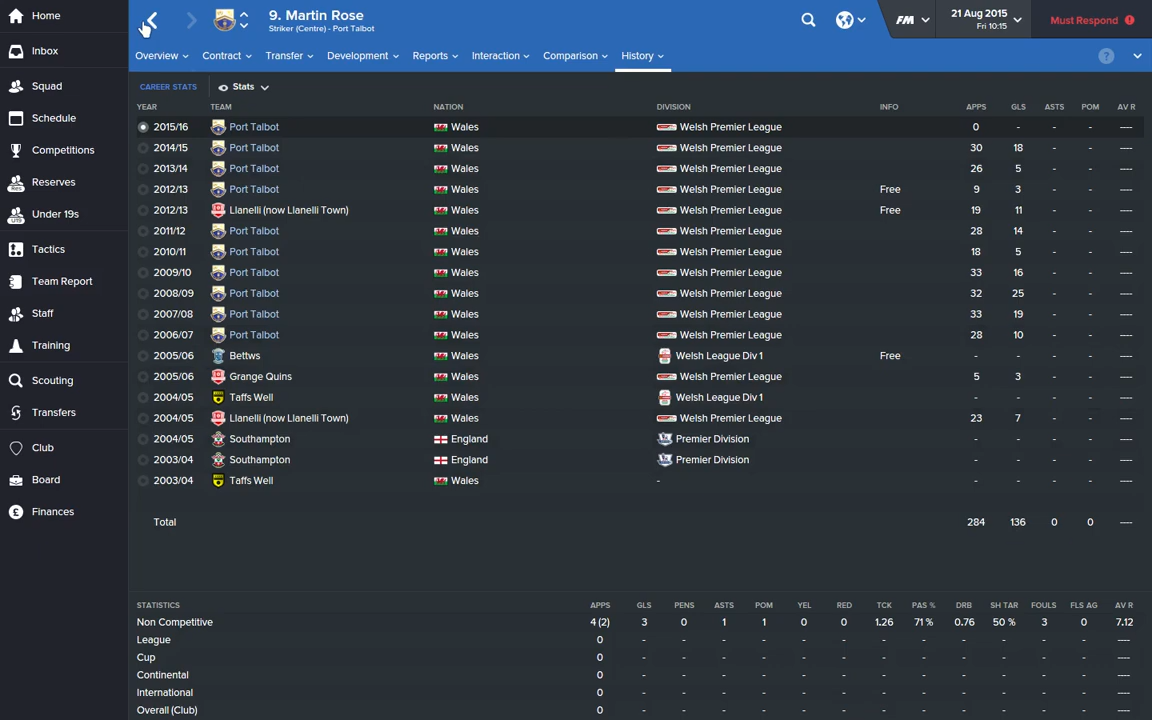 Home
Inbox
Squad
Schedule
Competitions
Reserves
Under 19s
Tactics
Team Report
Staff
Training
Scouting
Transfers
Club
Board
Finances
9. Martin Rose
Striker (Centre) - Port Talbot
FM
21 Aug 2015
Fri 10:15
Must Respond
Overview Contract Transfer Development Reports Interaction Comparison History
CAREER STATS Stats
YEAR TEAM NATION DIVISION INFO APPS GLS ASTS POM AV R
2015/16 Port Talbot Wales Welsh Premier League 0 - - - ----
2014/15 Port Talbot Wales Welsh Premier League 30 18 - - ----
2013/14 Port Talbot Wales Welsh Premier League 26 5 - - ----
2012/13 Port Talbot Wales Welsh Premier League Free 9 3 - - ----
2012/13 Llanelli (now Llanelli Town) Wales Welsh Premier League Free 19 11 - - ----
2011/12 Port Talbot Wales Welsh Premier League 28 14 - - ----
2010/11 Port Talbot Wales Welsh Premier League 18 5 - - ----
2009/10 Port Talbot Wales Welsh Premier League 33 16 - - ----
2008/09 Port Talbot Wales Welsh Premier League 32 25 - - ----
2007/08 Port Talbot Wales Welsh Premier League 33 19 - - ----
2006/07 Port Talbot Wales Welsh Premier League 28 10 - - ----
2005/06 Bettws Wales Welsh League Div 1 Free - - - - ----
2005/06 Grange Quins Wales Welsh Premier League 5 3 - - ----
2004/05 Taffs Well Wales Welsh League Div 1 - - - - ----
2004/05 Llanelli (now Llanelli Town) Wales Welsh Premier League 23 7 - - ----
2004/05 Southampton England Premier Division - - - - ----
2003/04 Southampton England Premier Division - - - - ----
2003/04 Taffs Well Wales - - - - - ----
Total 284 136 0 0 ----
STATISTICS APPS GLS PENS ASTS POM YEL RED TCK PAS % DRB SH TAR FOULS FLS AG AV R
Non Competitive 4 (2) 3 0 1 1 0 0 1.26 71 % 0.76 50 % 3 0 7.12
League 0 - - - - - - - - - - - - ----
Cup 0 - - - - - - - - - - - - ----
Continental 0 - - - - - - - - - - - - ----
International 0 - - - - - - - - - - - - ----
Overall (Club) 0 - - - - - - - - - - - - ----